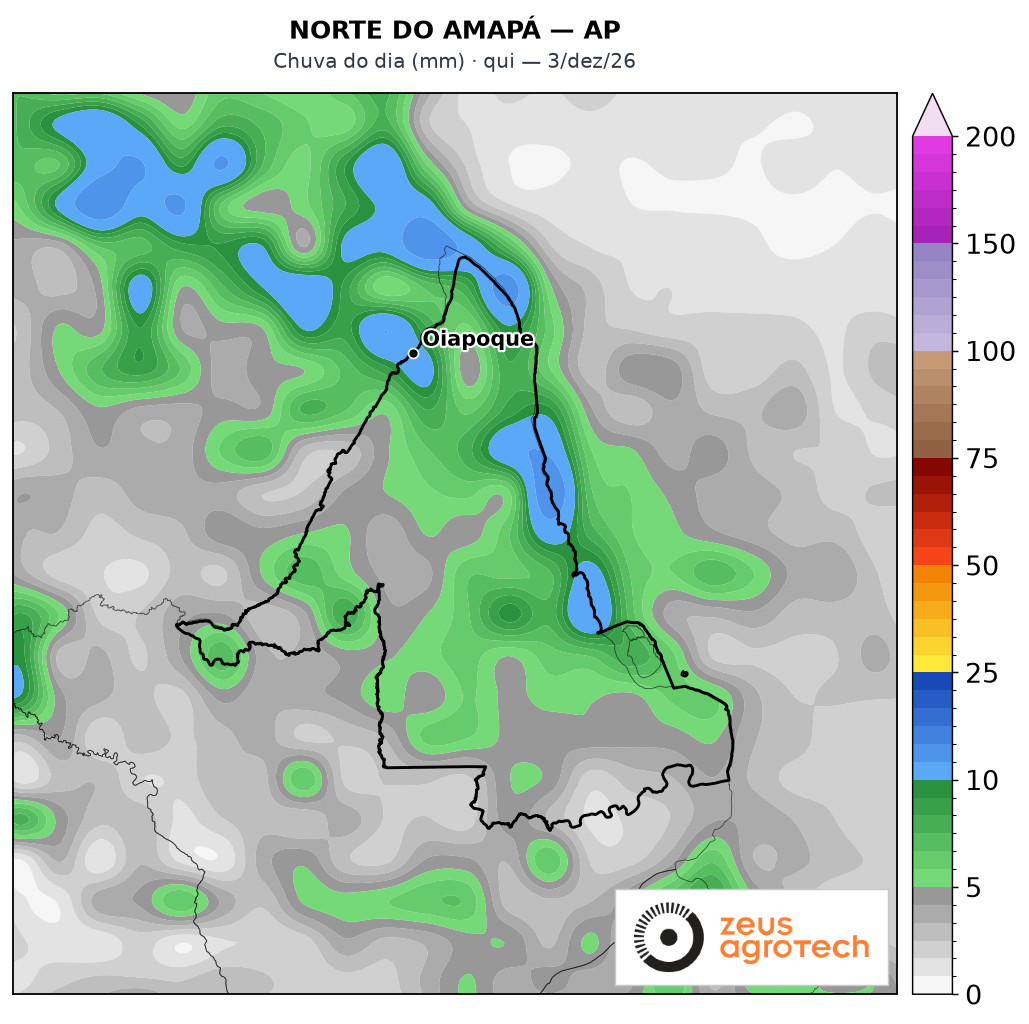 NORTE DO AMAPÁ — AP
Chuva do dia (mm) · qui — 3/dez/26
200
150
100
75
50
25
10
5
0
Oiapoque
zeus
agrotech